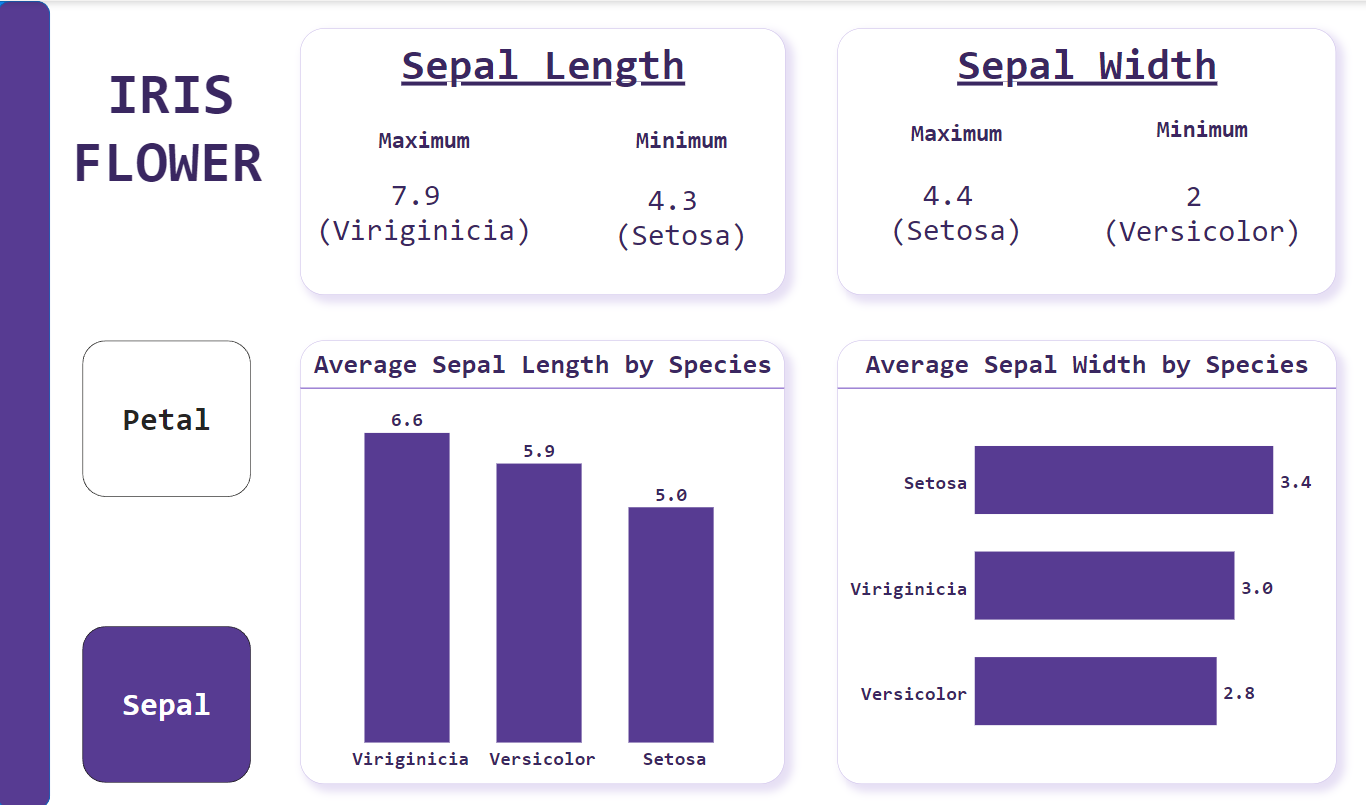 IRIS
FLOWER
Petal
Sepal
Sepal Length
Maximum
Minimum
7.9
(Viriginicia)
4.3
(Setosa)
Sepal Width
Maximum
Minimum
4.4
(Setosa)
2
(Versicolor)
Average Sepal Length by Species
6.6
5.9
5.0
Viriginicia Versicolor Setosa
Average Sepal Width by Species
Setosa 3.4
Viriginicia 3.0
Versicolor 2.8